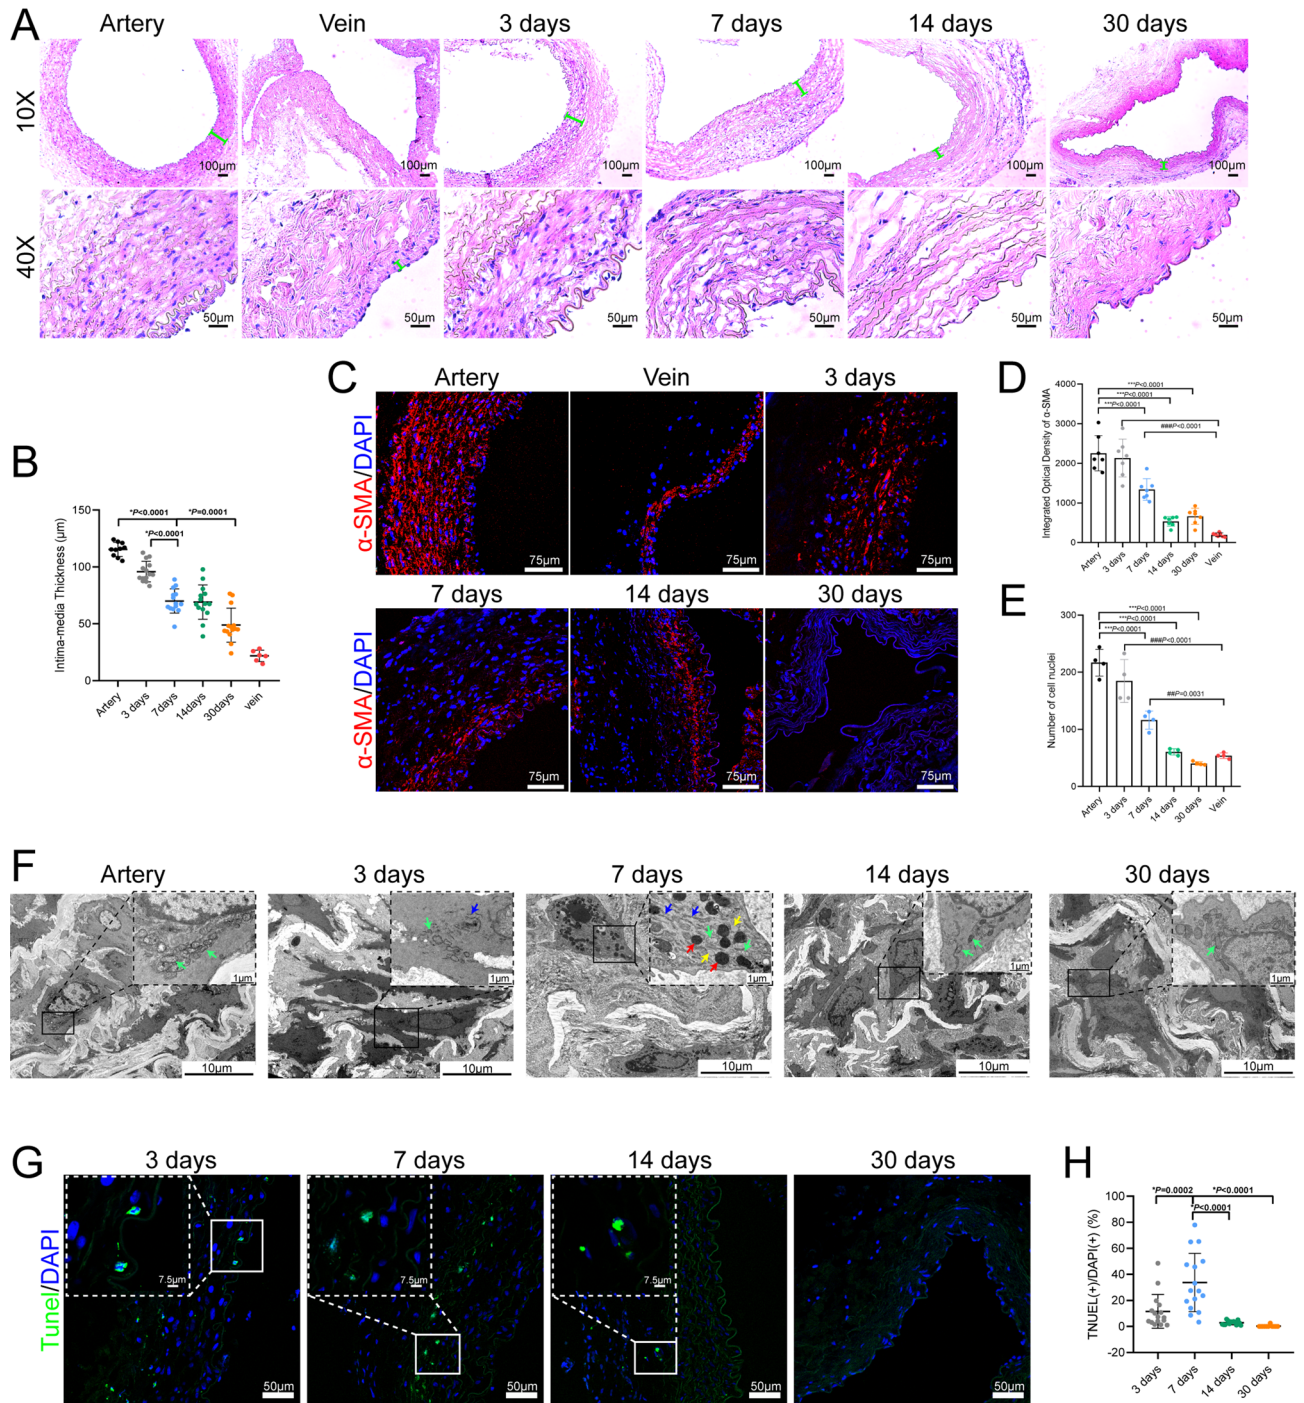 A
Artery Vein 3 days 7 days 14 days 30 days
10X
100μm 100μm 100μm 100μm 100μm 100μm
40X
50μm 50μm 50μm 50μm 50μm 50μm
B
Intima-media Thickness (μm)
150
100
50
0
*P<0.0001 *P=0.0001
*P<0.0001
Artery 3 days 7days 14days 30days vein
C
Artery Vein 3 days
α-SMA/DAPI
75μm 75μm 75μm
7 days 14 days 30 days
α-SMA/DAPI
75μm 75μm 75μm
D
Integrated Optical Density of α-SMA
4000
3000
2000
1000
0
***P<0.0001
***P<0.0001
***P<0.0001
###P<0.0001
###P<0.0001
Artery 3 days 7 days 14 days 30 days Vein
E
Number of cell nuclei
300
200
100
0
***P<0.0001
***P<0.0001
***P<0.0001
###P<0.0001
##P=0.0031
Artery 3 days 7 days 14 days 30 days Vein
F
Artery 3 days 7 days 14 days 30 days
1μm 1μm 1μm 1μm 1μm
10μm 10μm 10μm 10μm 10μm
G
3 days 7 days 14 days 30 days
Tunel/DAPI
7.5μm 7.5μm 7.5μm
50μm 50μm 50μm 50μm
H
TNUEL(+)/DAPI(+) (%)
100
80
60
40
20
0
-20
*P=0.0002 *P<0.0001
*P<0.0001
3 days 7 days 14 days 30 days